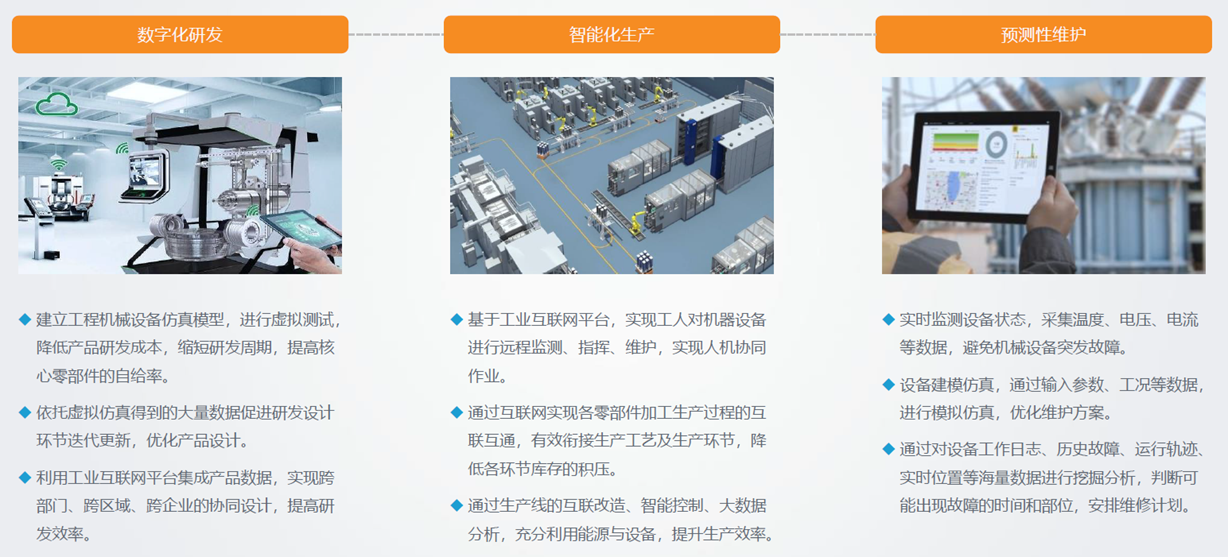 数字化研发
智能化生产
预测性维护
建立工程机械设备仿真模型，进行虚拟测试，
降低产品研发成本，缩短研发周期，提高核
心零部件的自给率。
依托虚拟仿真得到的大量数据促进研发设计
环节迭代更新，优化产品设计。
利用工业互联网平台集成产品数据，实现跨
部门、跨区域、跨企业的协同设计，提高研
发效率。
基于工业互联网平台，实现工人对机器设备
进行远程监测、指挥、维护，实现人机协同
作业。
通过互联网实现各零部件加工生产过程的互
联互通，有效衔接生产工艺及生产环节，降
低各环节库存的积压。
通过生产线的互联改造、智能控制、大数据
分析，充分利用能源与设备，提升生产效率。
实时监测设备状态，采集温度、电压、电流
等数据，避免机械设备突发故障。
设备建模仿真，通过输入参数、工况等数据，
进行模拟仿真，优化维护方案。
通过对设备工作日志、历史故障、运行轨迹、
实时位置等海量数据进行挖掘分析，判断可
能出现故障的时间和部位，安排维修计划。